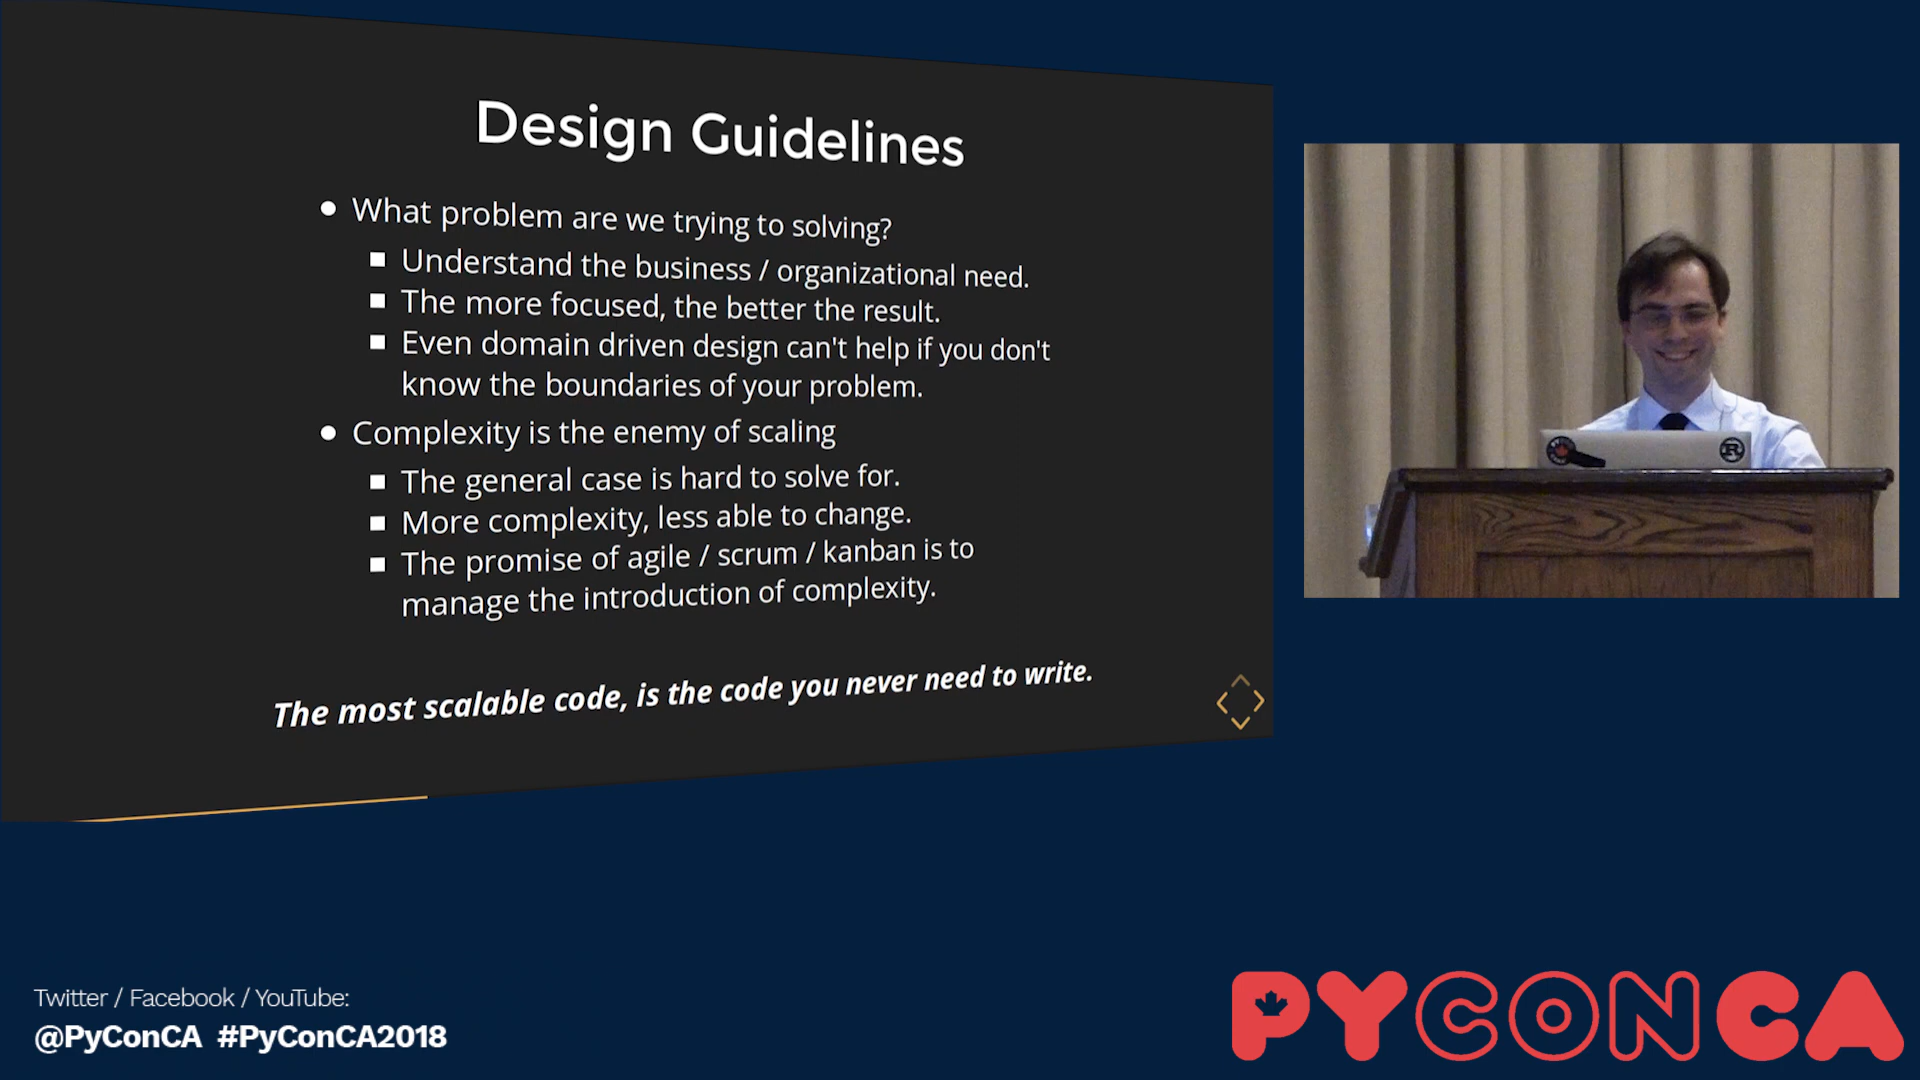 Design Guidelines
What problem are we trying to solving?
Understand the business / organizational need.
The more focused, the better the result.
Even domain driven design can't help if you don't
know the boundaries of your problem.
Complexity is the enemy of scaling
The general case is hard to solve for.
More complexity, less able to change.
The promise of agile / scrum / kanban is to
manage the introduction of complexity.
The most scalable code, is the code you never need to write.
R
Twitter / Facebook / YouTube:
@PyConCA #PyConCA2018
PYCONCA